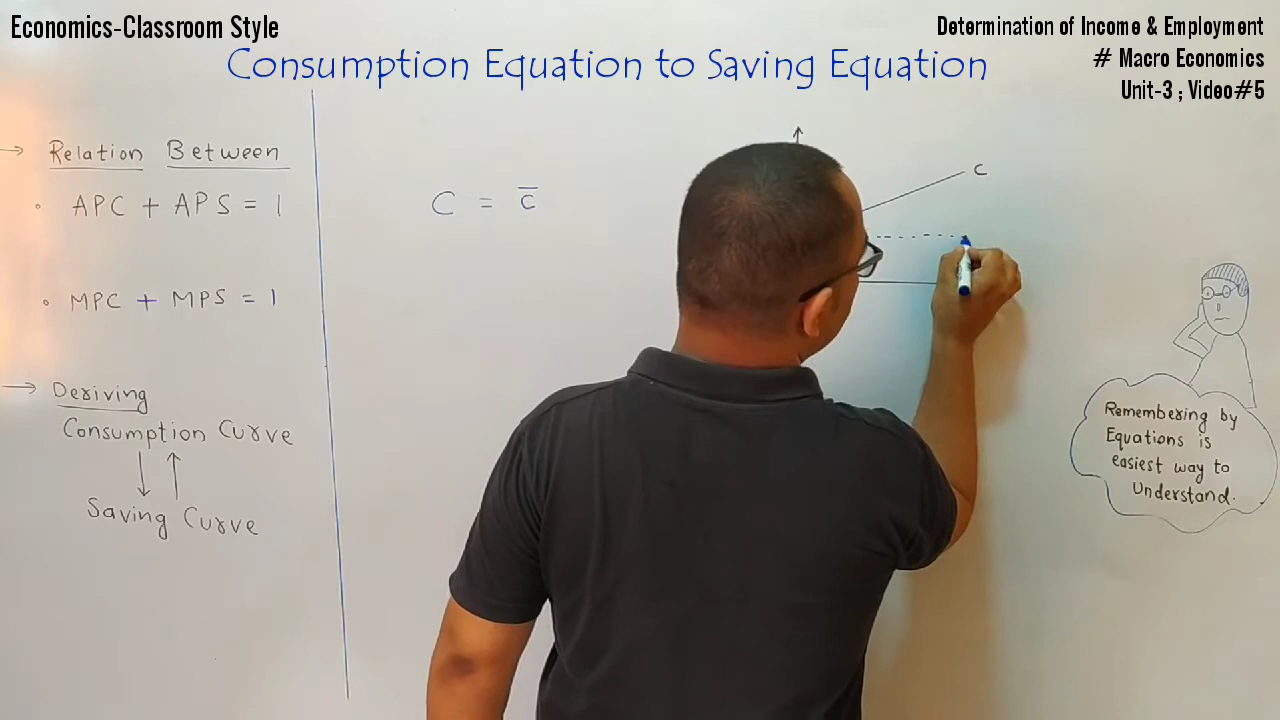 Economics-Classroom Style
Determination of Income & Employment
# Macro Economics
Unit-3 ; Video#5
Consumption Equation to Saving Equation
→ Relation Between
• APC + APS = 1
• MPC + MPS = 1
→ Deriving
Consumption Curve
↓ ↑
Saving Curve
C = c̅
C
Remembering by
Equations is
easiest way to
Understand.